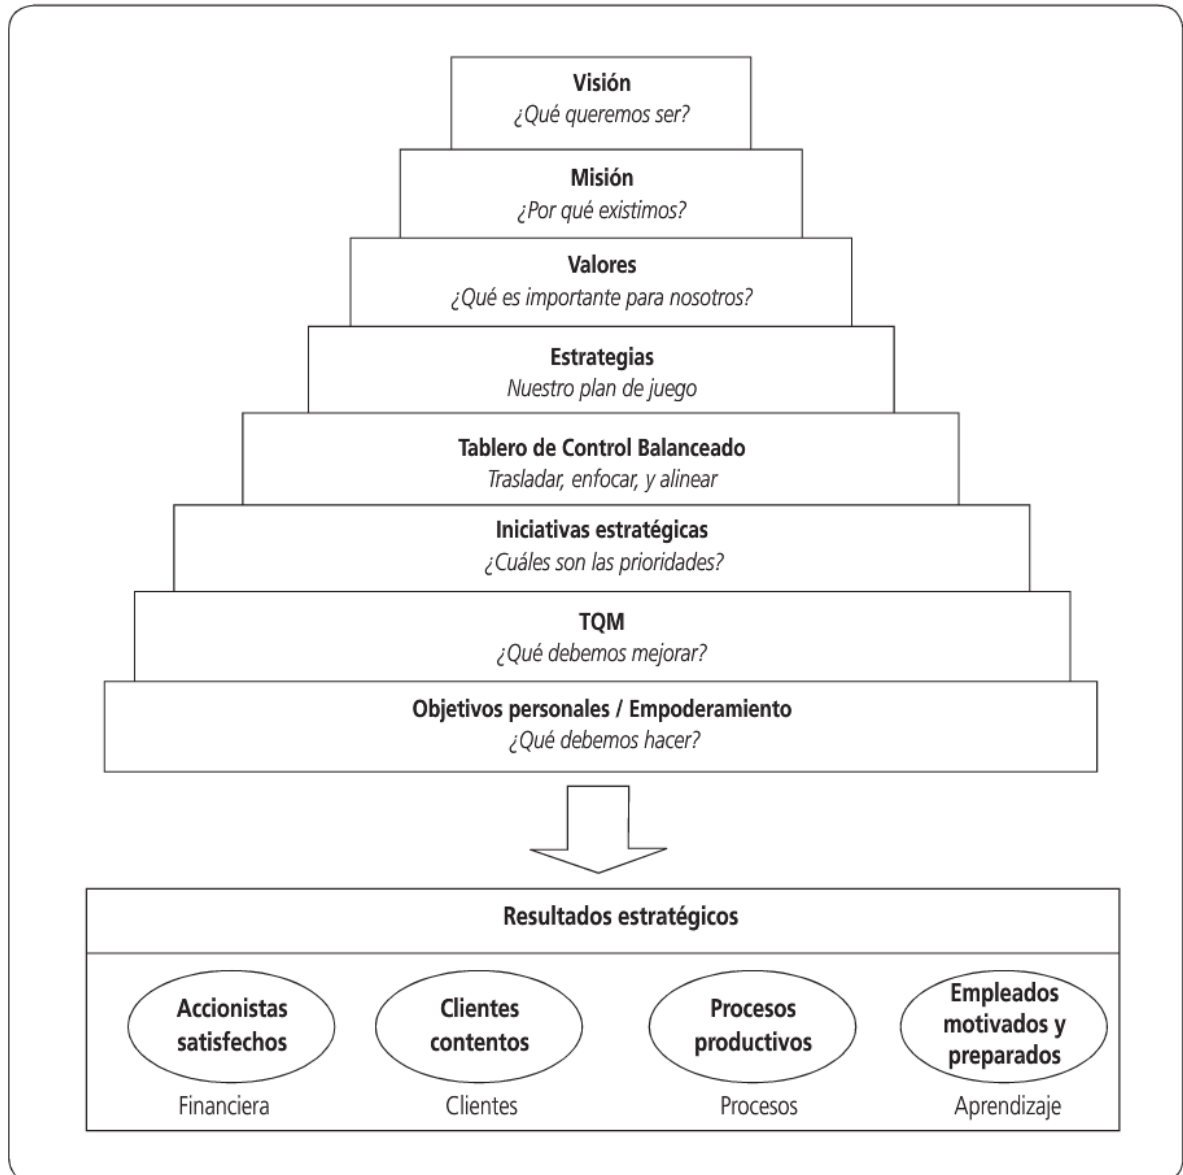 Visión
¿Qué queremos ser?
Misión
¿Por qué existimos?
Valores
¿Qué es importante para nosotros?
Estrategias
Nuestro plan de juego
Tablero de Control Balanceado
Trasladar, enfocar, y alinear
Iniciativas estratégicas
¿Cuáles son las prioridades?
TQM
¿Qué debemos mejorar?
Objetivos personales / Empoderamiento
¿Qué debemos hacer?
Resultados estratégicos
Accionistas
satisfechos
Financiera
Clientes
contentos
Clientes
Procesos
productivos
Procesos
Empleados
motivados y
preparados
Aprendizaje